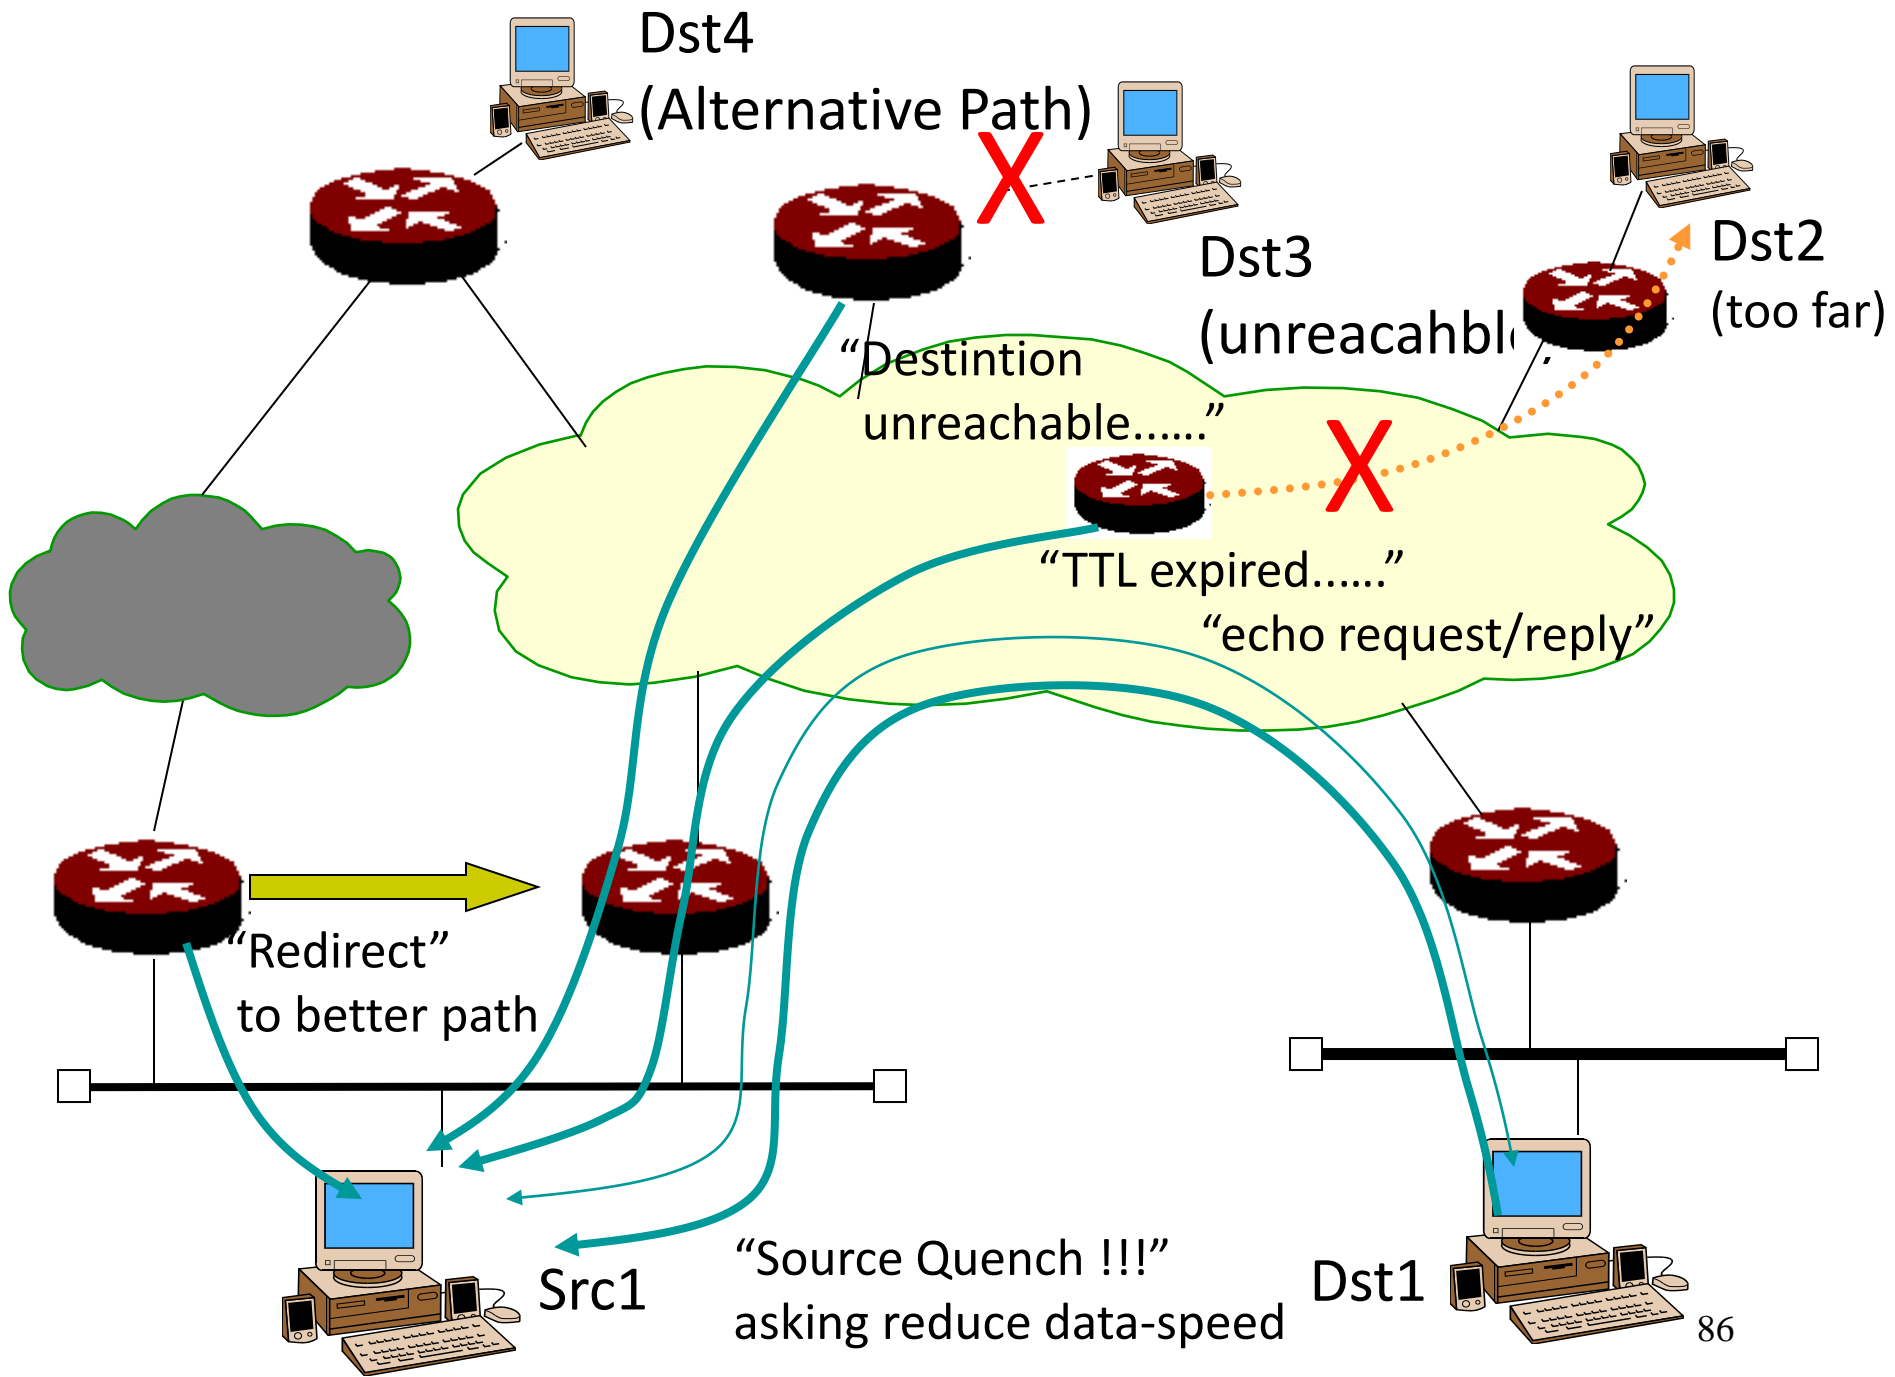 Dst4
(Alternative Path)
X
Dst3
(unreacahble)
Dst2
(too far)
“Destintion
unreachable......”
X
“TTL expired......”
“echo request/reply”
“Redirect”
to better path
“Source Quench !!!”
asking reduce data-speed
Src1
Dst1
86